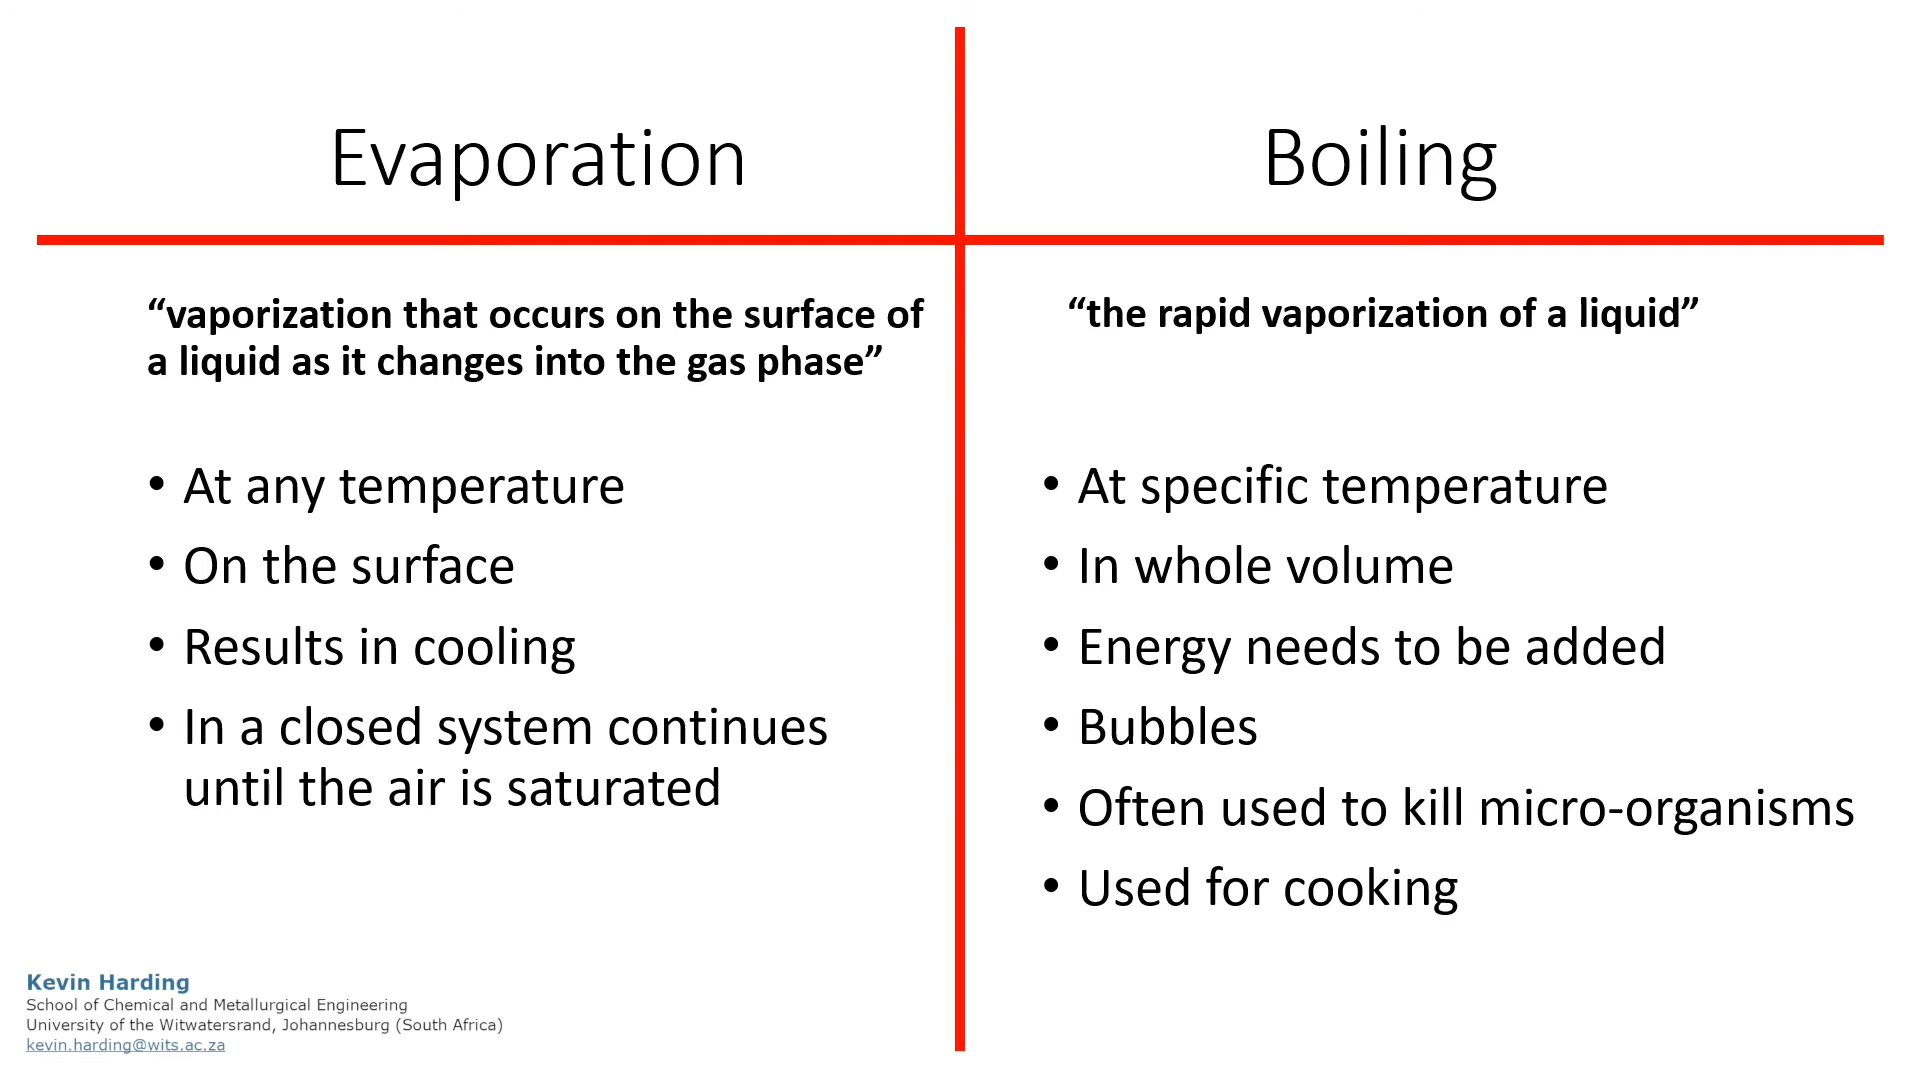 Evaporation
Boiling
“vaporization that occurs on the surface of
a liquid as it changes into the gas phase”
• At any temperature
• On the surface
• Results in cooling
• In a closed system continues
until the air is saturated
“the rapid vaporization of a liquid”
• At specific temperature
• In whole volume
• Energy needs to be added
• Bubbles
• Often used to kill micro-organisms
• Used for cooking
Kevin Harding
School of Chemical and Metallurgical Engineering
University of the Witwatersrand, Johannesburg (South Africa)
kevin.harding@wits.ac.za